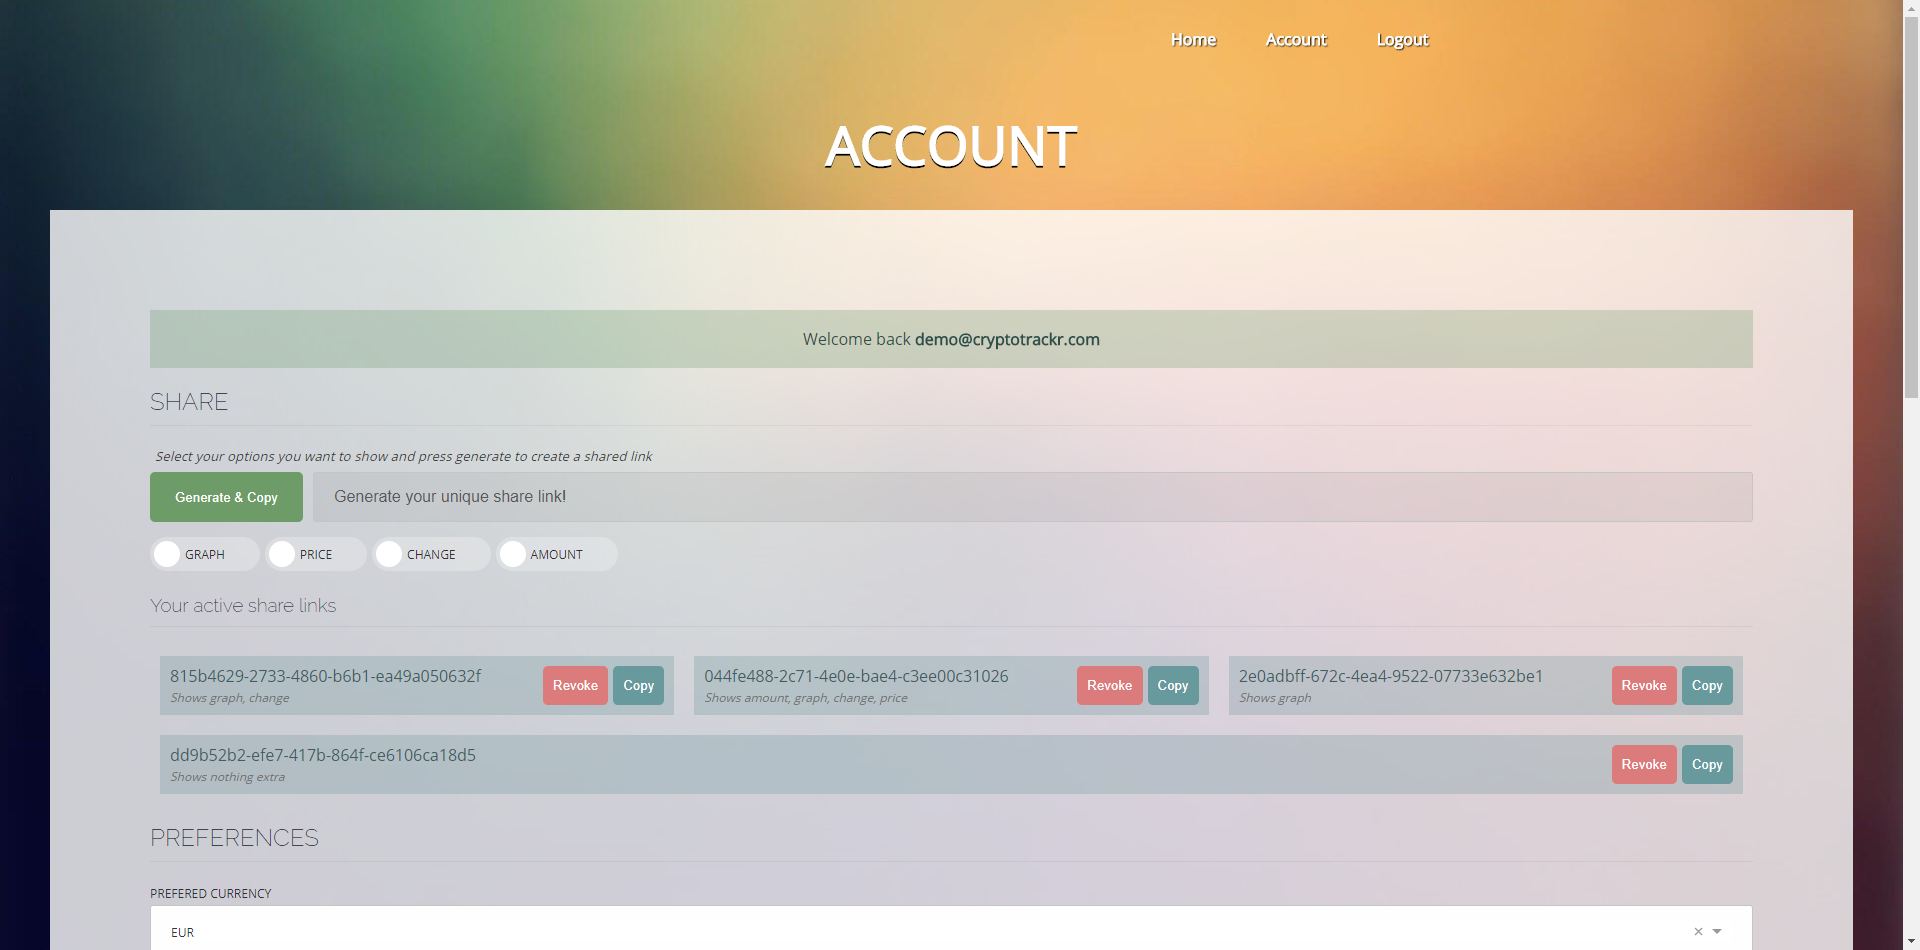 Home Account Logout
ACCOUNT
Welcome back demo@cryptotrackr.com
SHARE
Select your options you want to show and press generate to create a shared link
Generate & Copy Generate your unique share link!
GRAPH PRICE CHANGE AMOUNT
Your active share links
815b4629-2733-4860-b6b1-ea49a050632f
Shows graph, change
Revoke Copy
044fe488-2c71-4e0e-bae4-c3ee00c31026
Shows amount, graph, change, price
Revoke Copy
2e0adbff-672c-4ea4-9522-07733e632be1
Shows graph
Revoke Copy
dd9b52b2-efe7-417b-864f-ce6106ca18d5
Shows nothing extra
Revoke Copy
PREFERENCES
PREFERED CURRENCY
EUR